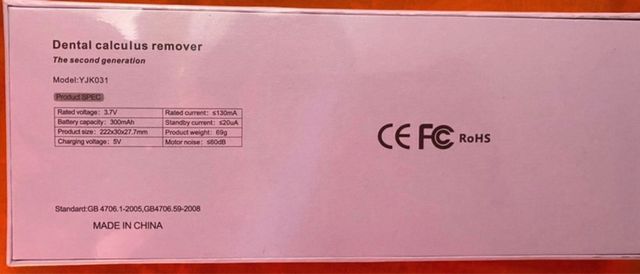 Dental calculus remover
The second generation
Model:YJK031
Product SPEC
Rated voltage: 3.7V Rated current: ≤130mA
Battery capacity: 300mAh Standby current: ≤20uA
Product size: 222x30x27.7mm Product weight: 69g
Charging voltage: 5V Motor noise: ≤60dB
CE FC RoHS
Standard:GB 4706.1-2005,GB4706.59-2008
MADE IN CHINA